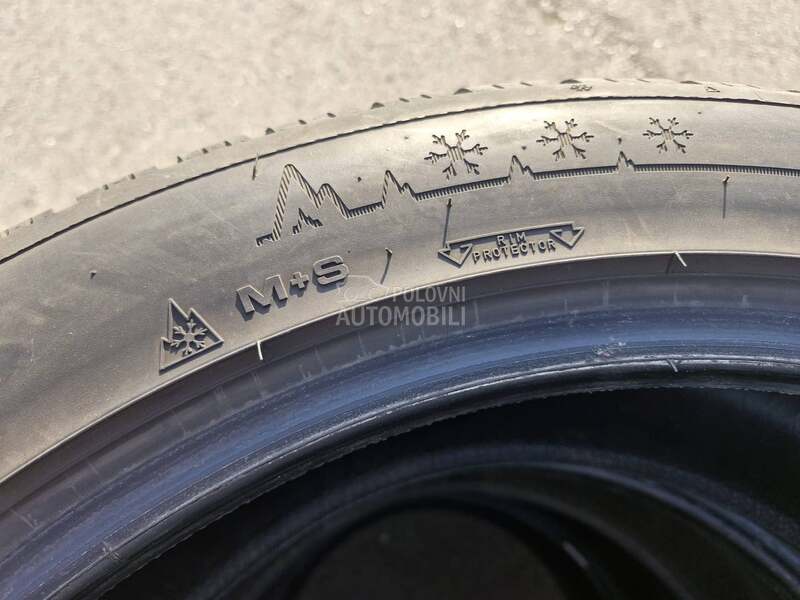 RIM
PROTECTOR
M+S
POLOVNI
AUTOMOBILI